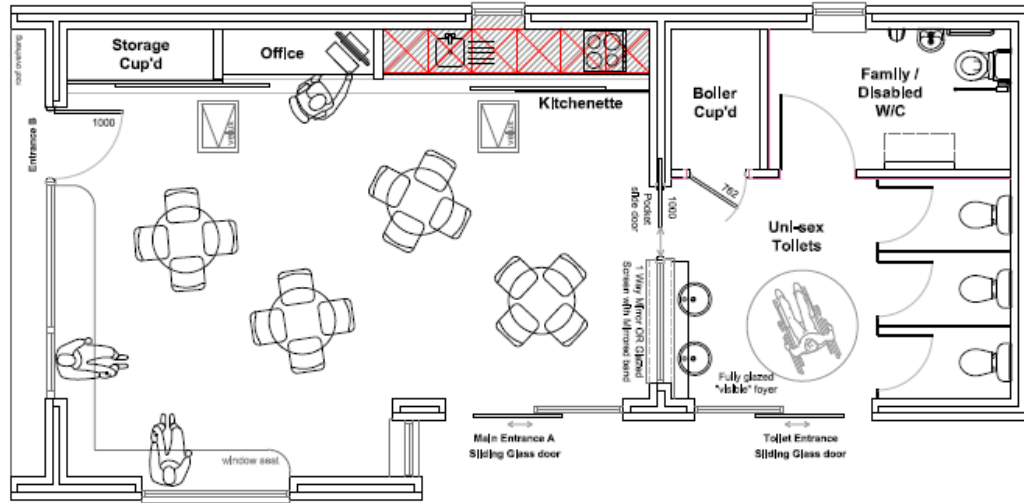 roof overhang
Storage
Cup'd
Office
Kitchenette
Boiler
Cup'd
Family /
Disabled
W/C
Entrance B
1000
VELUX
VELUX
762
1000
Pocket
slide door
Uni-sex
Toilets
1 Way Mirror OR Glazed
Screen with Mirrored band
Fully glazed
"visible" foyer
window seat
Main Entrance A
Sliding Glass door
Toilet Entrance
Sliding Glass door